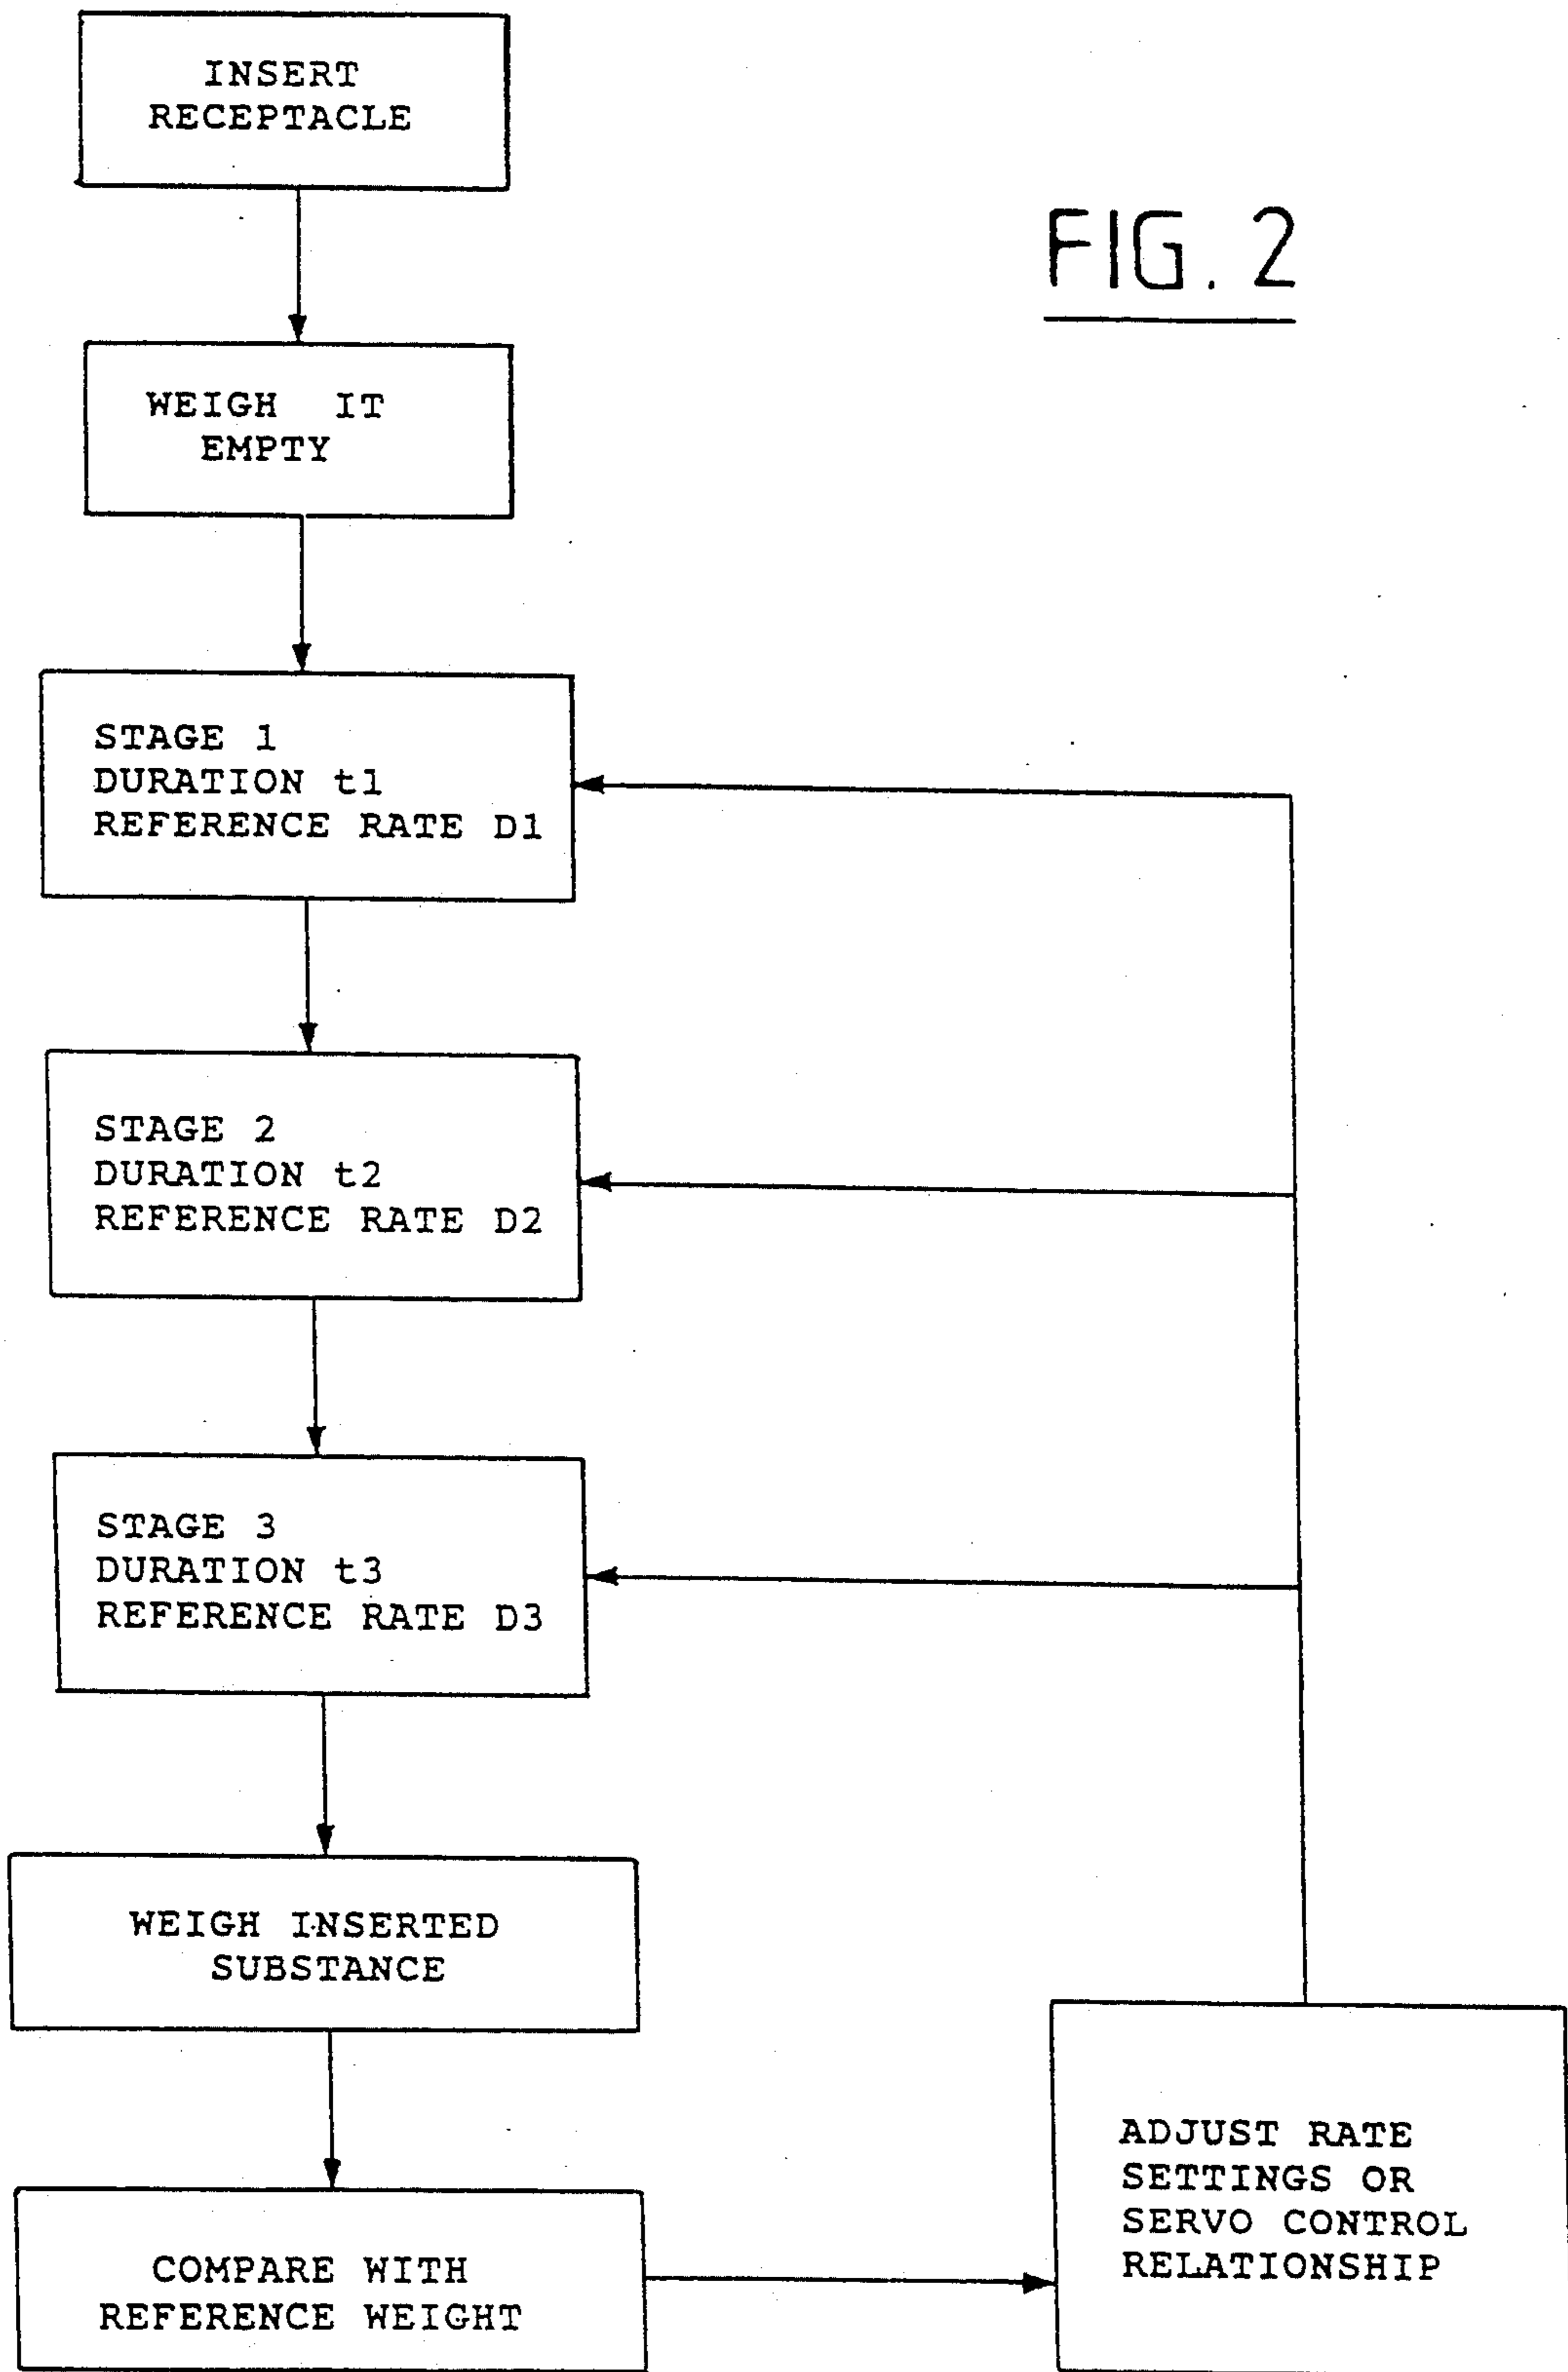 INSERT
RECEPTACLE
FIG. 2
WEIGH IT
EMPTY
STAGE 1
DURATION t1
REFERENCE RATE D1
STAGE 2
DURATION t2
REFERENCE RATE D2
STAGE 3
DURATION t3
REFERENCE RATE D3
WEIGH INSERTED
SUBSTANCE
COMPARE WITH
REFERENCE WEIGHT
ADJUST RATE
SETTINGS OR
SERVO CONTROL
RELATIONSHIP